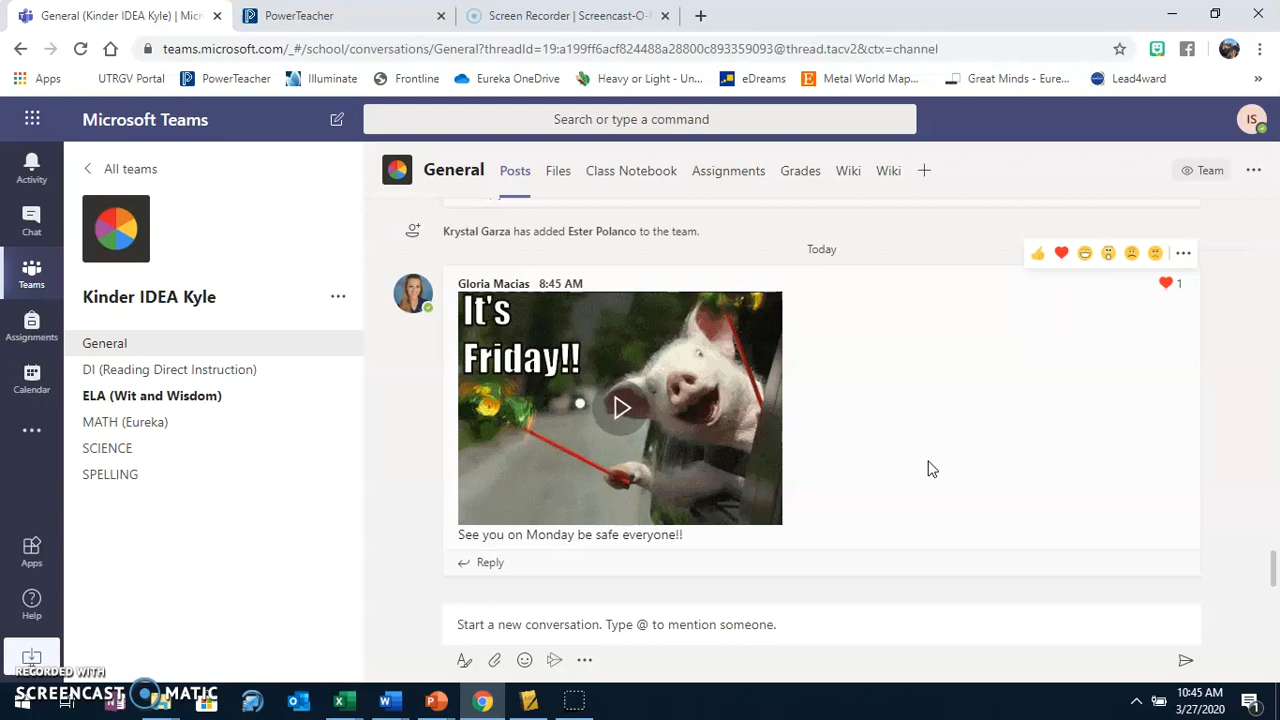 General (Kinder IDEA Kyle) | Mic
PowerTeacher
Screen Recorder | Screencast-O-
teams.microsoft.com/_#/school/conversations/General?threadId=19:a199ff6acf824488a28800c893359093@thread.tacv2&ctx=channel
Apps
UTRGV Portal
PowerTeacher
Illuminate
Frontline
Eureka OneDrive
Heavy or Light - Un...
eDreams
Metal World Map...
Great Minds - Eure...
Lead4ward
Microsoft Teams
Search or type a command
IS
Activity
Chat
Teams
Assignments
Calendar
Apps
Help
All teams
Kinder IDEA Kyle
General
DI (Reading Direct Instruction)
ELA (Wit and Wisdom)
MATH (Eureka)
SCIENCE
SPELLING
General
Posts
Files
Class Notebook
Assignments
Grades
Wiki
Wiki
Team
Krystal Garza has added Ester Polanco to the team.
Today
Gloria Macias 8:45 AM
1
It's
Friday!!
See you on Monday be safe everyone!!
Reply
Start a new conversation. Type @ to mention someone.
RECORDED WITH
SCREENCAST MATIC
10:45 AM
3/27/2020